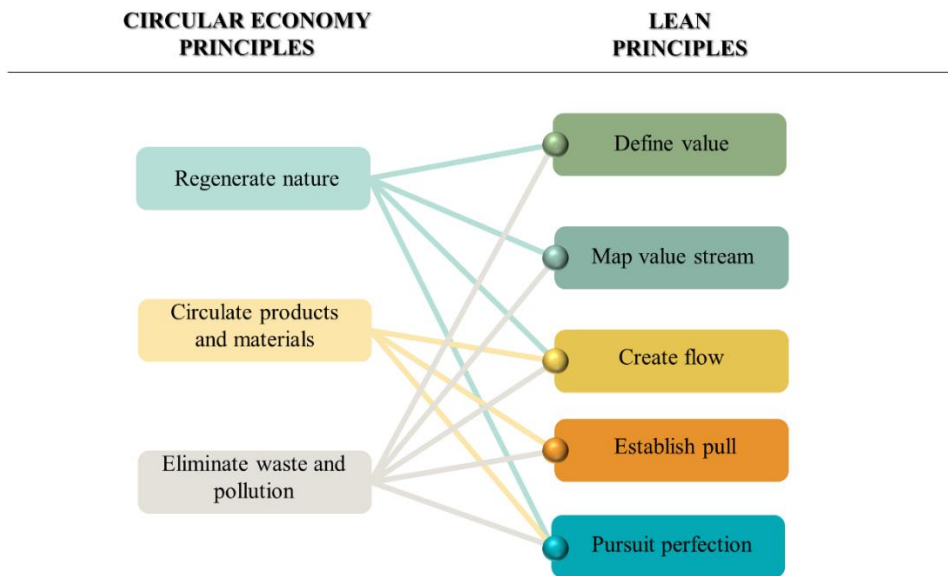 CIRCULAR ECONOMY
PRINCIPLES
LEAN
PRINCIPLES
Regenerate nature
Circulate products
and materials
Eliminate waste and
pollution
Define value
Map value stream
Create flow
Establish pull
Pursuit perfection